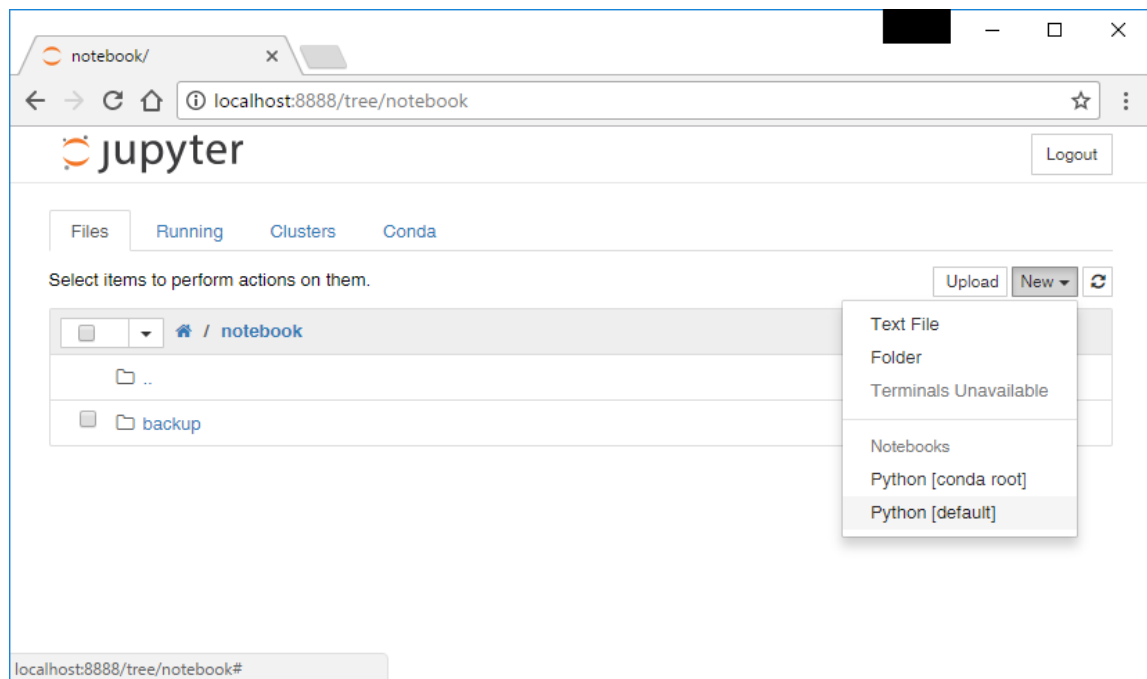 notebook/
localhost:8888/tree/notebook
jupyter
Logout
Files Running Clusters Conda
Select items to perform actions on them.
Upload New
/ notebook
..
backup
Text File
Folder
Terminals Unavailable
Notebooks
Python [conda root]
Python [default]
localhost:8888/tree/notebook#